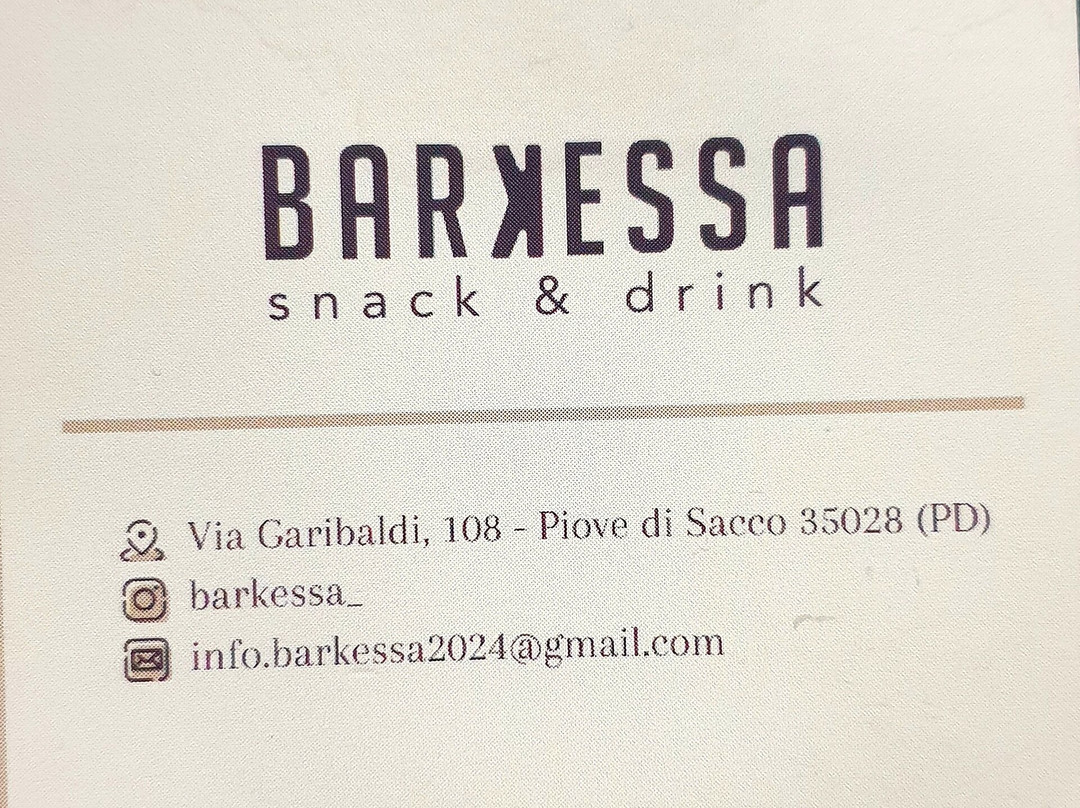 BARKESSA
snack & drink
Via Garibaldi, 108 - Piove di Sacco 35028 (PD)
barkessa_
info.barkessa2024@gmail.com